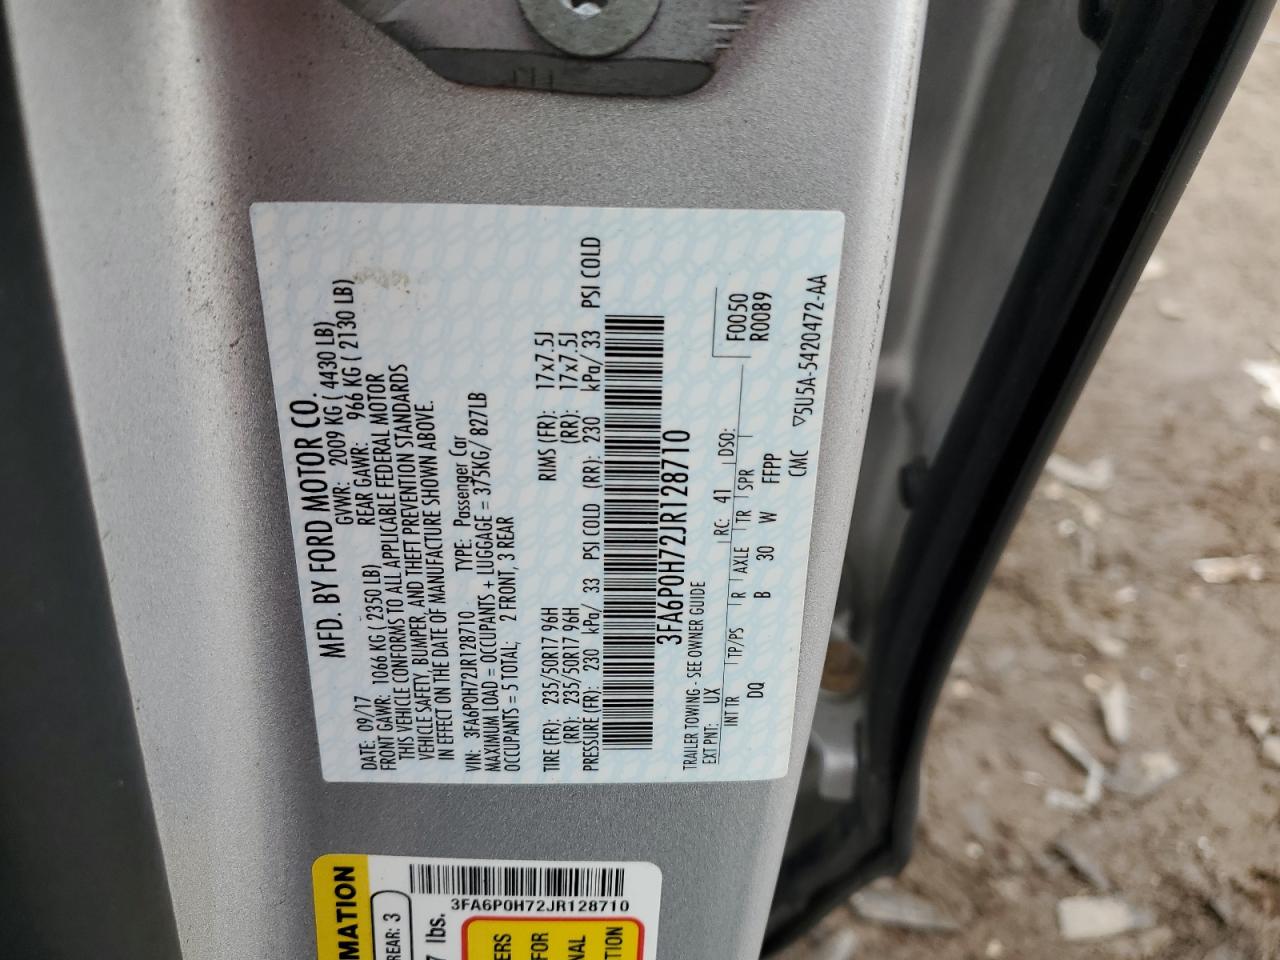 MFD. BY FORD MOTOR CO.
DATE: 09/17 GVWR: 2009 KG ( 4430 LB)
FRONT GAWR: 1066 KG ( 2350 LB) REAR GAWR: 966 KG ( 2130 LB)
THIS VEHICLE CONFORMS TO ALL APPLICABLE FEDERAL MOTOR
VEHICLE SAFETY, BUMPER, AND THEFT PREVENTION STANDARDS
IN EFFECT ON THE DATE OF MANUFACTURE SHOWN ABOVE.
VIN: 3FA6P0H72JR128710 TYPE: Passenger Car
MAXIMUM LOAD = OCCUPANTS + LUGGAGE = 375KG/ 827LB
OCCUPANTS = 5 TOTAL; 2 FRONT, 3 REAR
TIRE (FR): 235/50R17 96H RIMS (FR): 17x7.5J
(RR): 235/50R17 96H (RR): 17x7.5J
PRESSURE (FR): 230 kPa/ 33 PSI COLD (RR): 230 kPa/ 33 PSI COLD
3FA6P0H72JR128710
TRAILER TOWING - SEE OWNER GUIDE
EXT PNT: UX RC: 41 DSO: F0050
R0089
INT TR TP/PS R AXLE TR SPR
DQ B 30 W FFPP
CMC ▽5U5A-5420472-AA
3FA6P0H72JR128710
MATION
REAR: 3
7 lbs.
ERS
FOR
NAL
TION